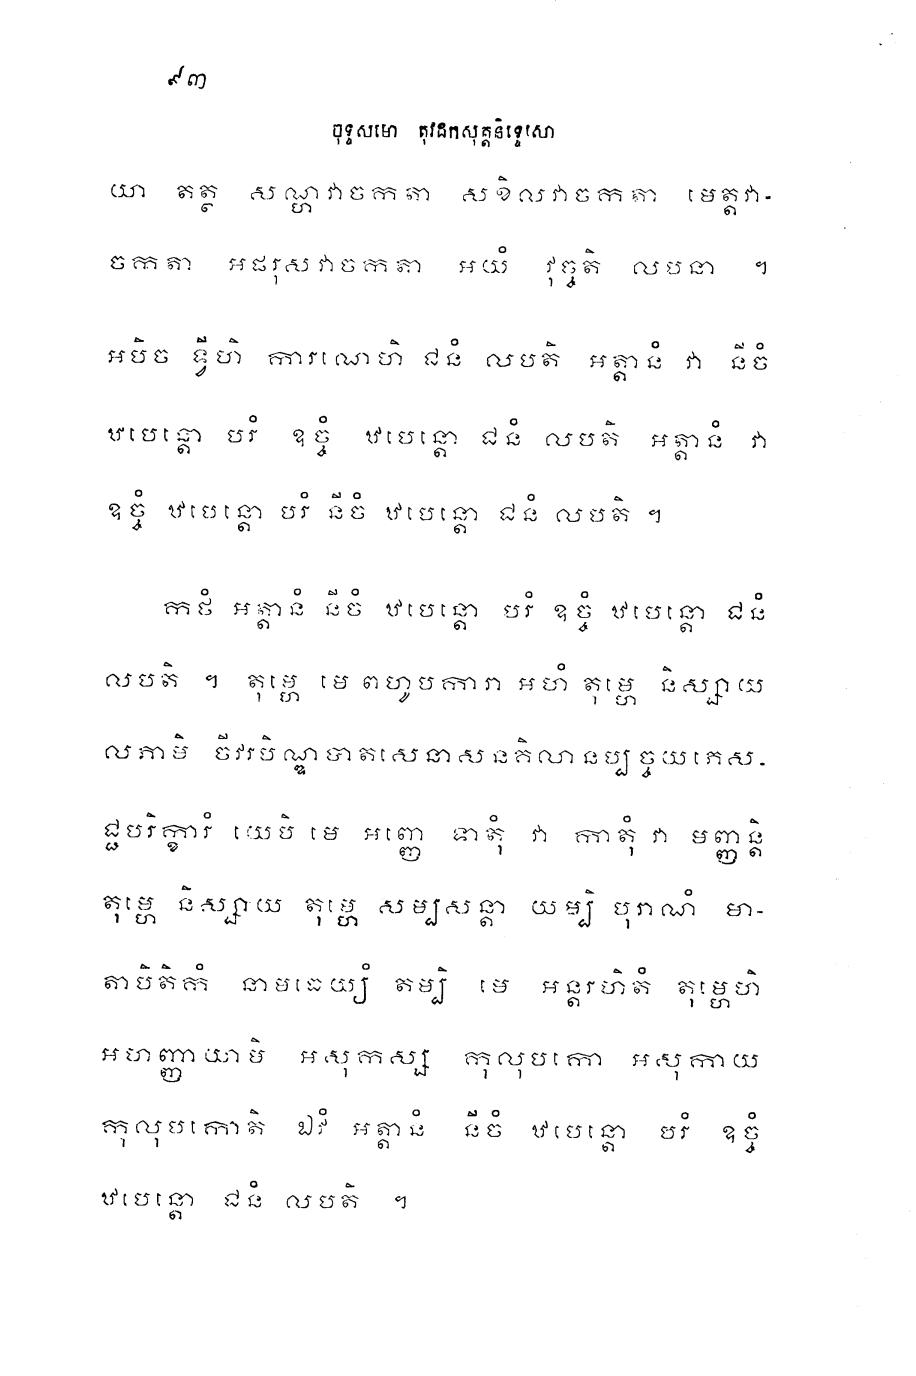 ៩៣
ចុទ្ទសមោ តុវដកសុត្តនិទ្ទេសោ
យា តត្ថ សណ្ហវាចកតា សខិលវាចកតា មេត្តវា-
ចកតា អផរុសវាចកតា អយំ វុច្ចតិ លបនា ។
អបិច ទ្វីហិ ការណេហិ ជនំ លបតិ អត្តានំ វា នីចំ
ឋបេន្តោ បរំ ឧច្ចំ ឋបេន្តោ ជនំ លបតិ អត្តានំ វា
ឧច្ចំ ឋបេន្តោ បរំ នីចំ ឋបេន្តោ ជនំ លបតិ ។
កថំ អត្តានំ នីចំ ឋបេន្តោ បរំ ឧច្ចំ ឋបេន្តោ ជនំ
លបតិ ។ តុម្ហេ មេ ពហូបការា អហំ តុម្ហេ និស្សាយ
លភាមិ ចីវរបិណ្ឌបាតសេនាសនគិលានប្បច្ចយភេស-
ជ្ជបរិក្ខារំ យេបិ មេ អញ្ញេ ទាតុំ វា កាតុំ វា មញ្ញន្តិ
តុម្ហេ និស្សាយ តុម្ហេ សម្បសន្តា យម្បិ បុរាណំ មា-
តាបិតិកំ នាមធេយ្យំ តម្បិ មេ អន្តរហិតំ តុម្ហេហិ
អហញ្ញាយាមិ អសុកស្ស កុលុបកោ អសុកាយ
កុលុបកោតិ ឯវំ អត្តានំ នីចំ ឋបេន្តោ បរំ ឧច្ចំ
ឋបេន្តោ ជនំ លបតិ ។